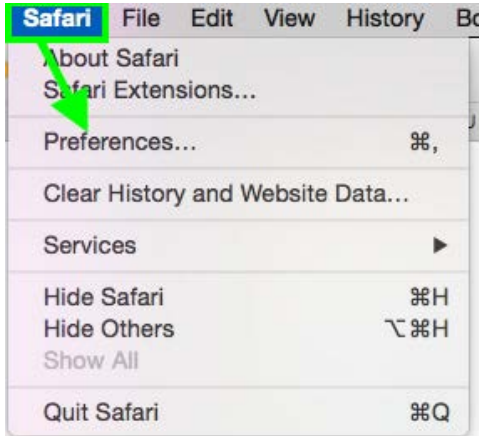 Safari File Edit View History Bo
About Safari
Safari Extensions…
Preferences… ⌘,
Clear History and Website Data…
Services ▶
Hide Safari ⌘H
Hide Others ⌥⌘H
Show All
Quit Safari ⌘Q